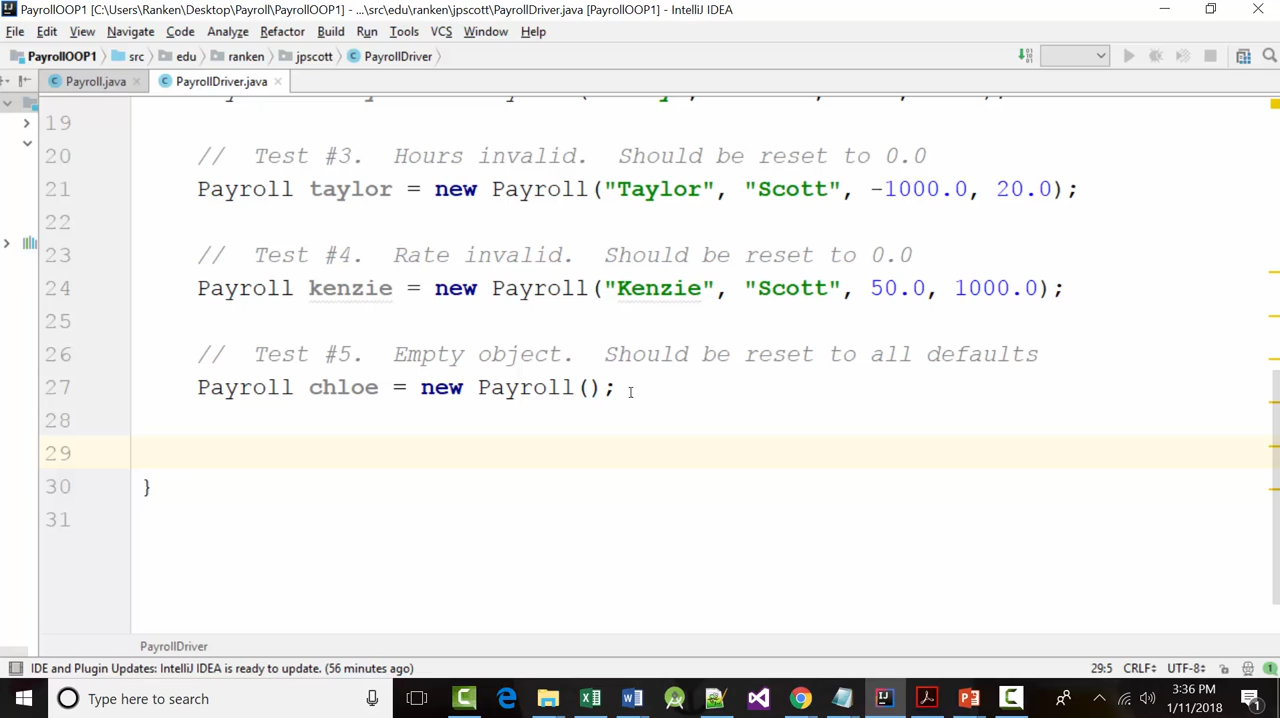 PayrollOOP1 [C:\Users\Ranken\Desktop\Payroll\PayrollOOP1] - ...\src\edu\ranken\jpscott\PayrollDriver.java [PayrollOOP1] - IntelliJ IDEA
File Edit View Navigate Code Analyze Refactor Build Run Tools VCS Window Help
PayrollOOP1 src edu ranken jpscott PayrollDriver
Payroll.java PayrollDriver.java
19
20 // Test #3. Hours invalid. Should be reset to 0.0
21 Payroll taylor = new Payroll("Taylor", "Scott", -1000.0, 20.0);
22
23 // Test #4. Rate invalid. Should be reset to 0.0
24 Payroll kenzie = new Payroll("Kenzie", "Scott", 50.0, 1000.0);
25
26 // Test #5. Empty object. Should be reset to all defaults
27 Payroll chloe = new Payroll();
28
29
30 }
31
PayrollDriver
IDE and Plugin Updates: IntelliJ IDEA is ready to update. (56 minutes ago) 29:5 CRLF UTF-8 1
Type here to search
3:36 PM
1/11/2018
1